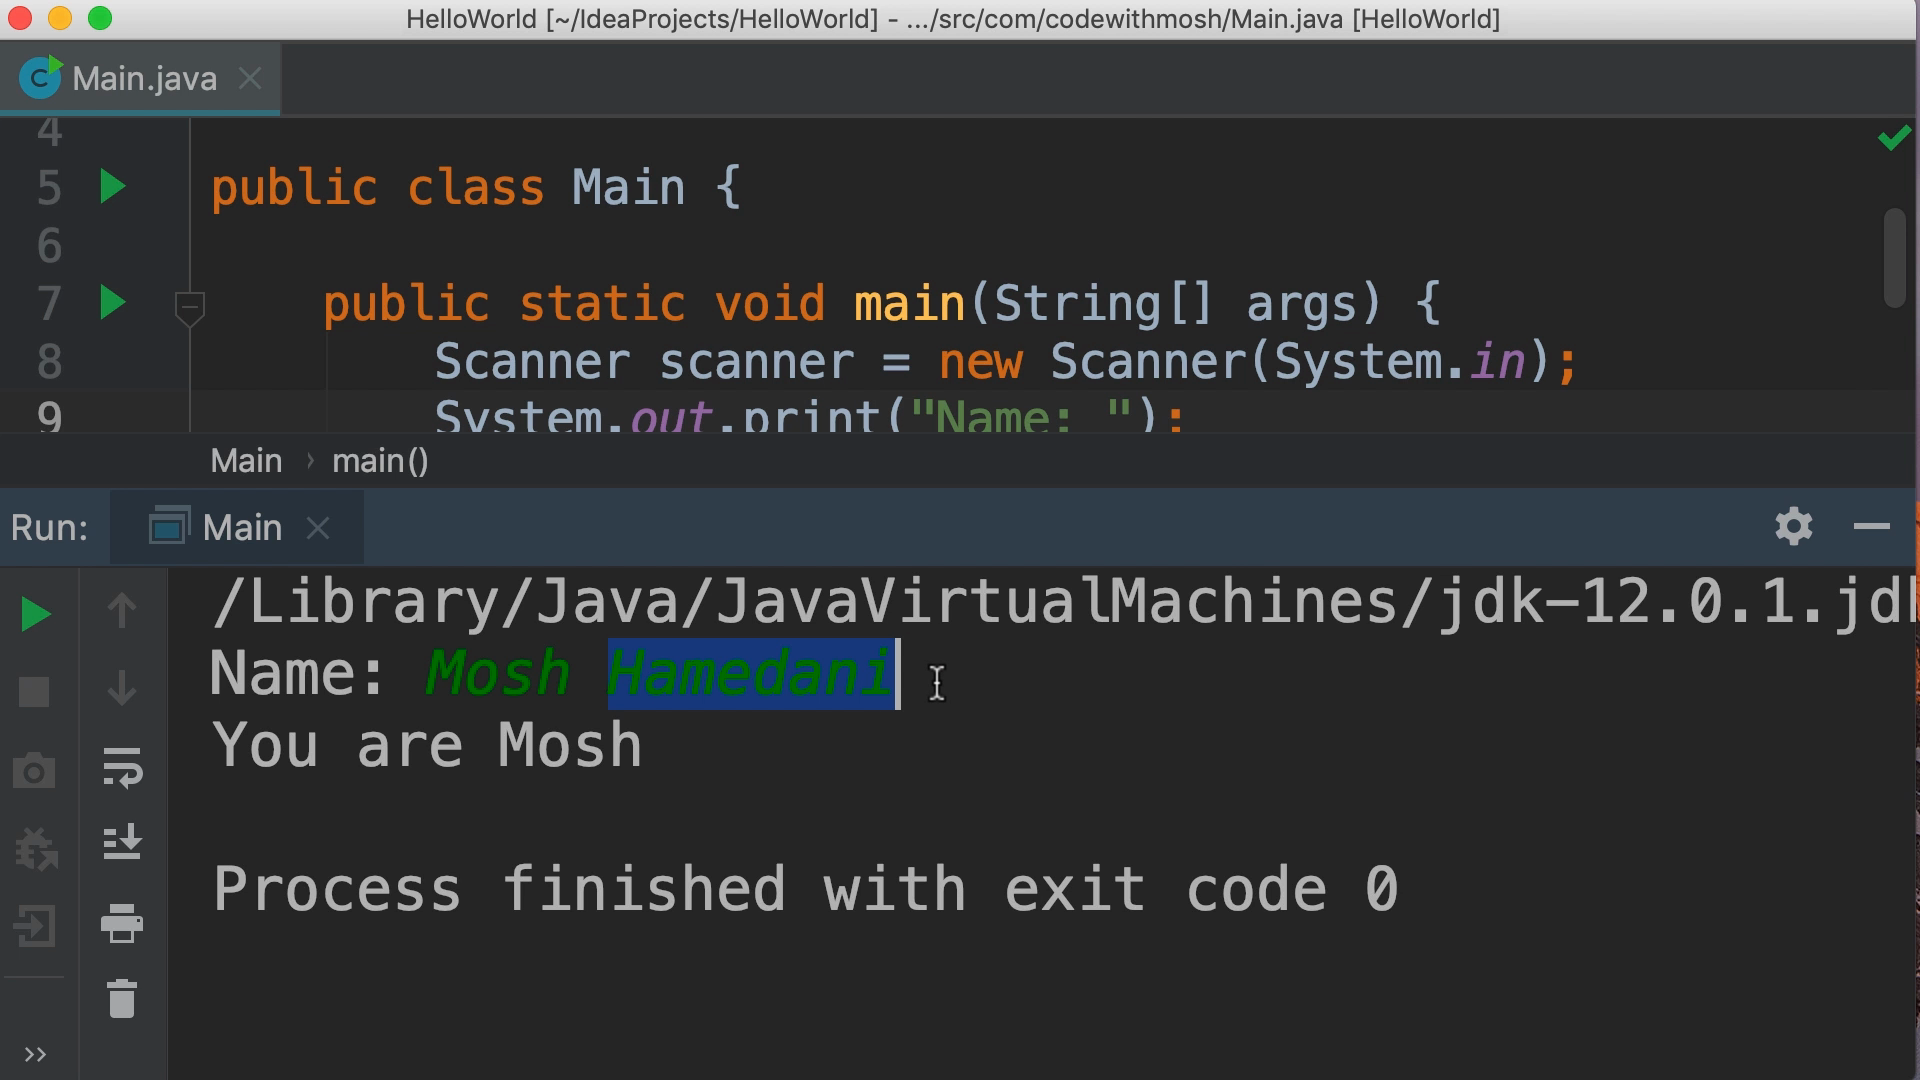 HelloWorld [~/IdeaProjects/HelloWorld] - .../src/com/codewithmosh/Main.java [HelloWorld]
Main.java
4
5 public class Main {
6
7 public static void main(String[] args) {
8 Scanner scanner = new Scanner(System.in);
9 System.out.print("Name: ");
Main › main()
Run: Main
/Library/Java/JavaVirtualMachines/jdk-12.0.1.jdk
Name: Mosh Hamedani
You are Mosh
Process finished with exit code 0